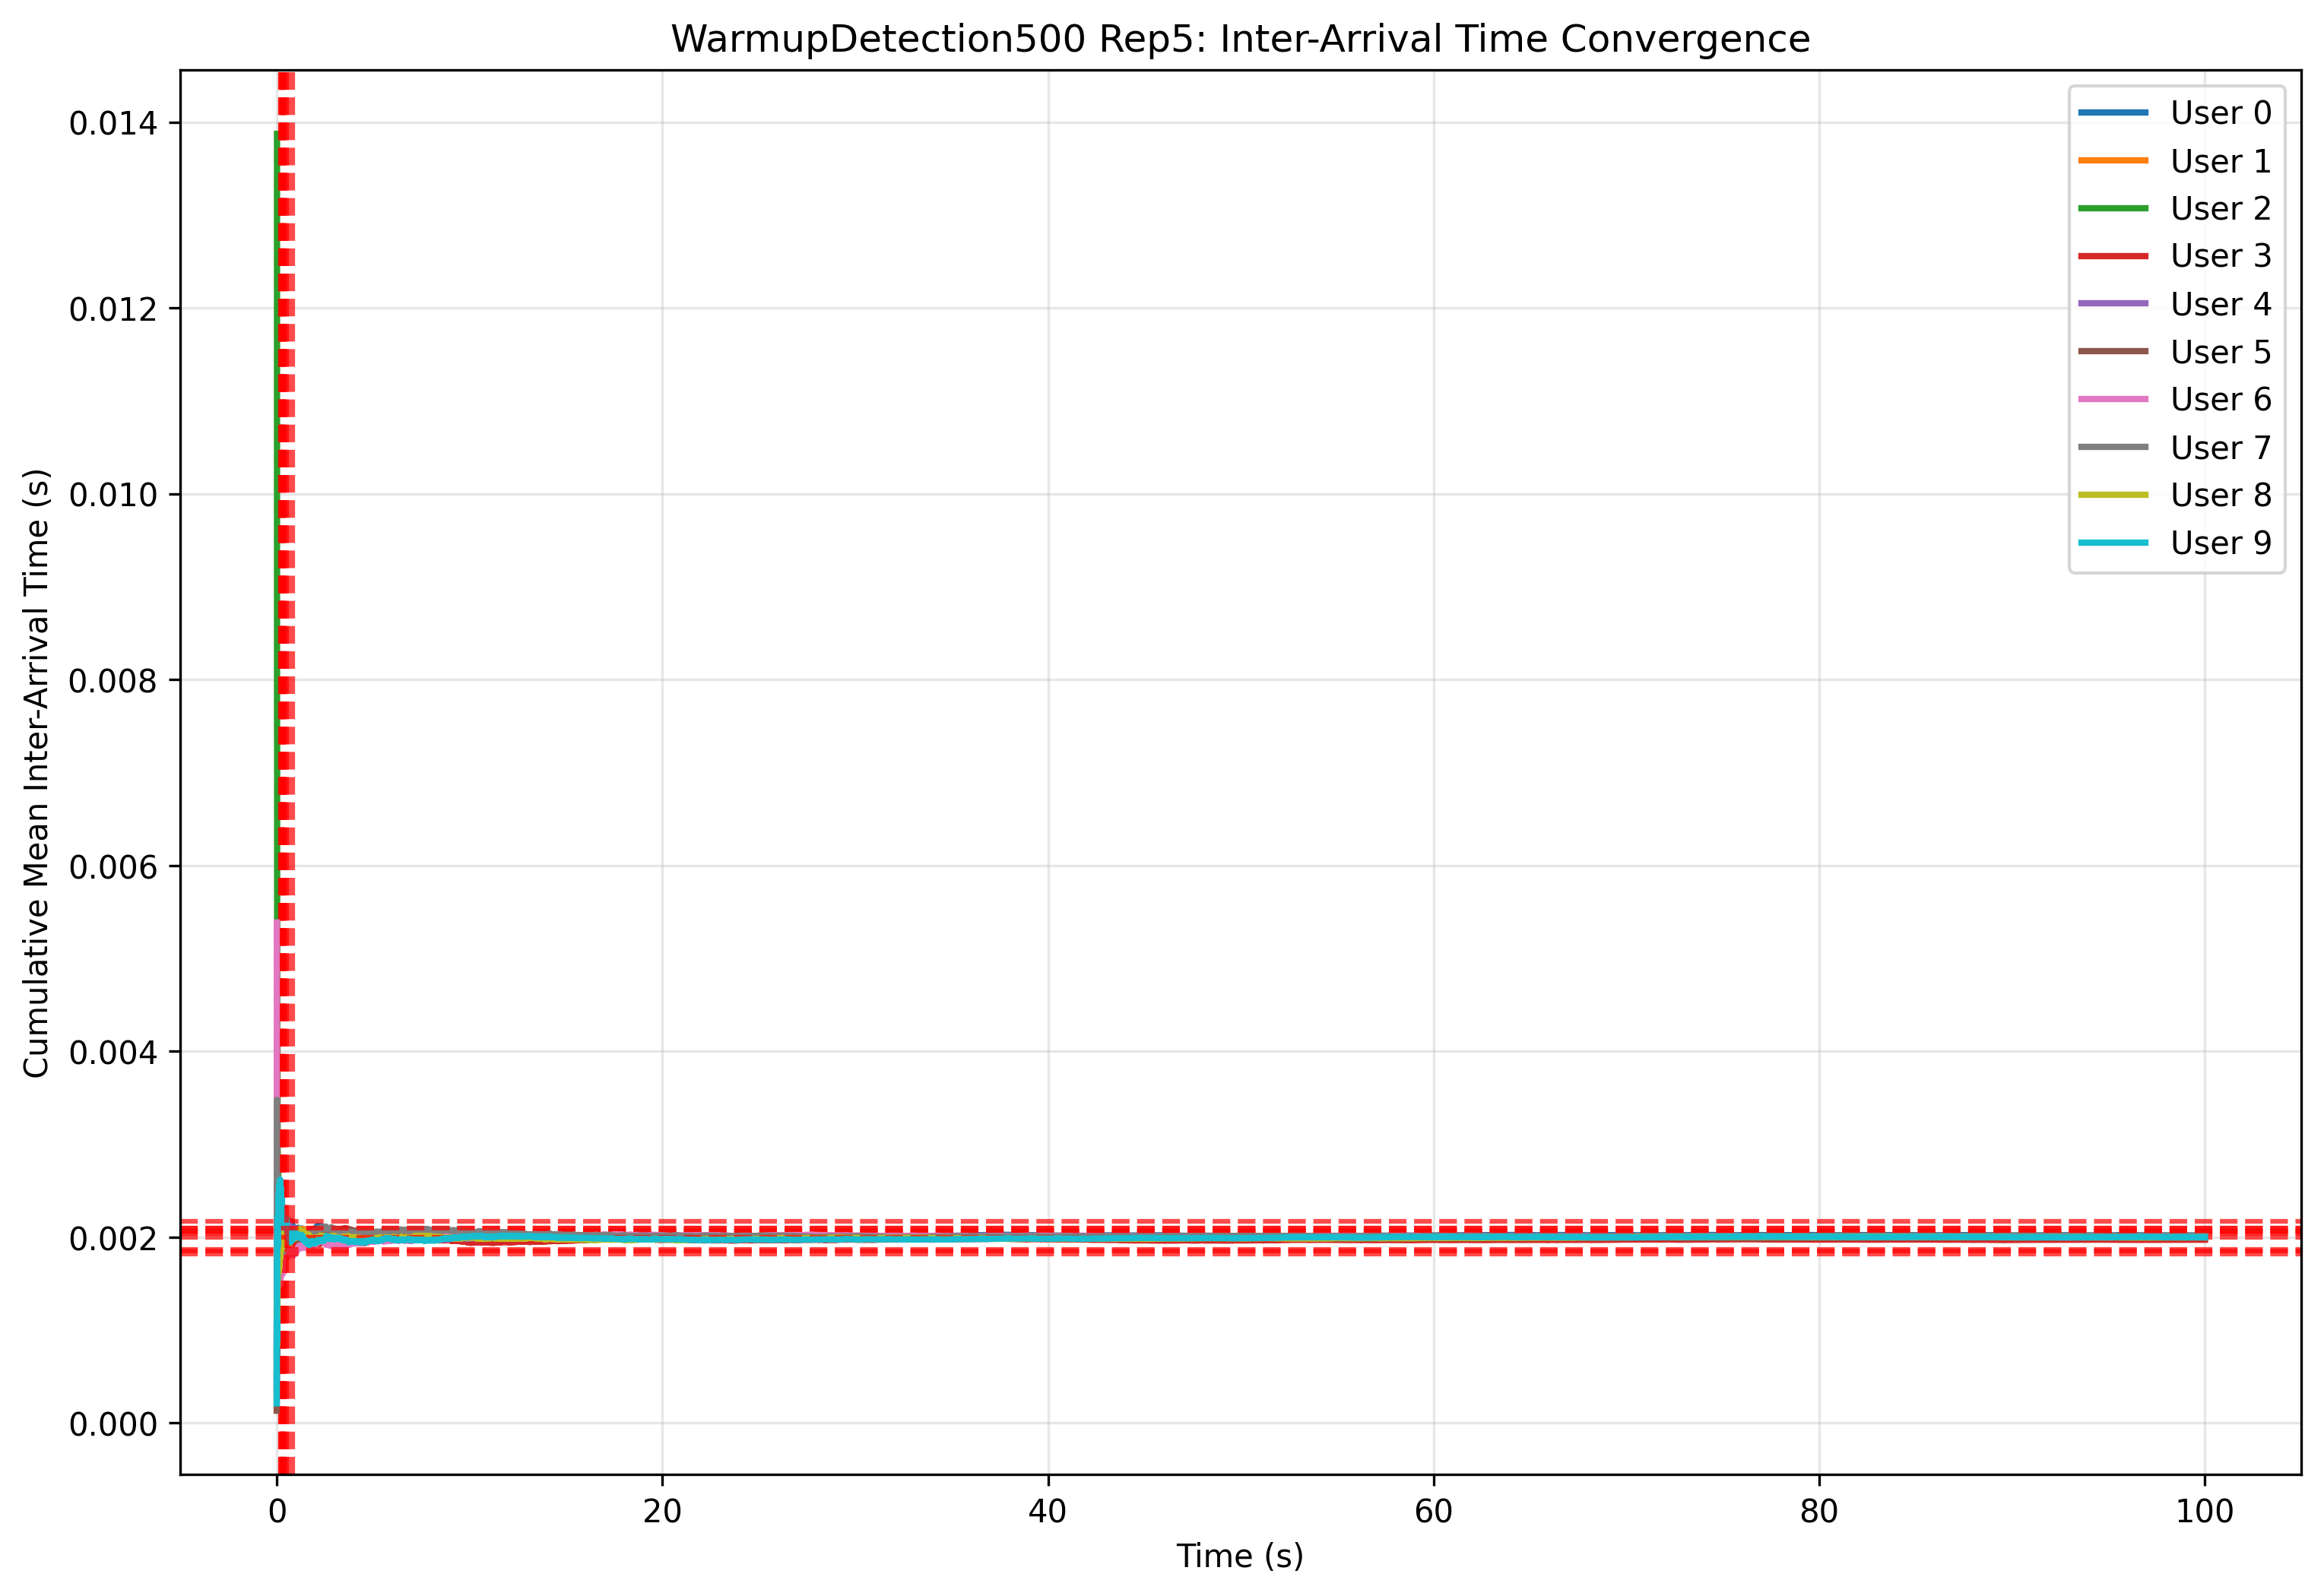 WarmupDetection500 Rep5: Inter-Arrival Time Convergence
Cumulative Mean Inter-Arrival Time (s)
0.014
0.012
0.010
0.008
0.006
0.004
0.002
0.000
0
20
40
60
80
100
Time (s)
User 0
User 1
User 2
User 3
User 4
User 5
User 6
User 7
User 8
User 9